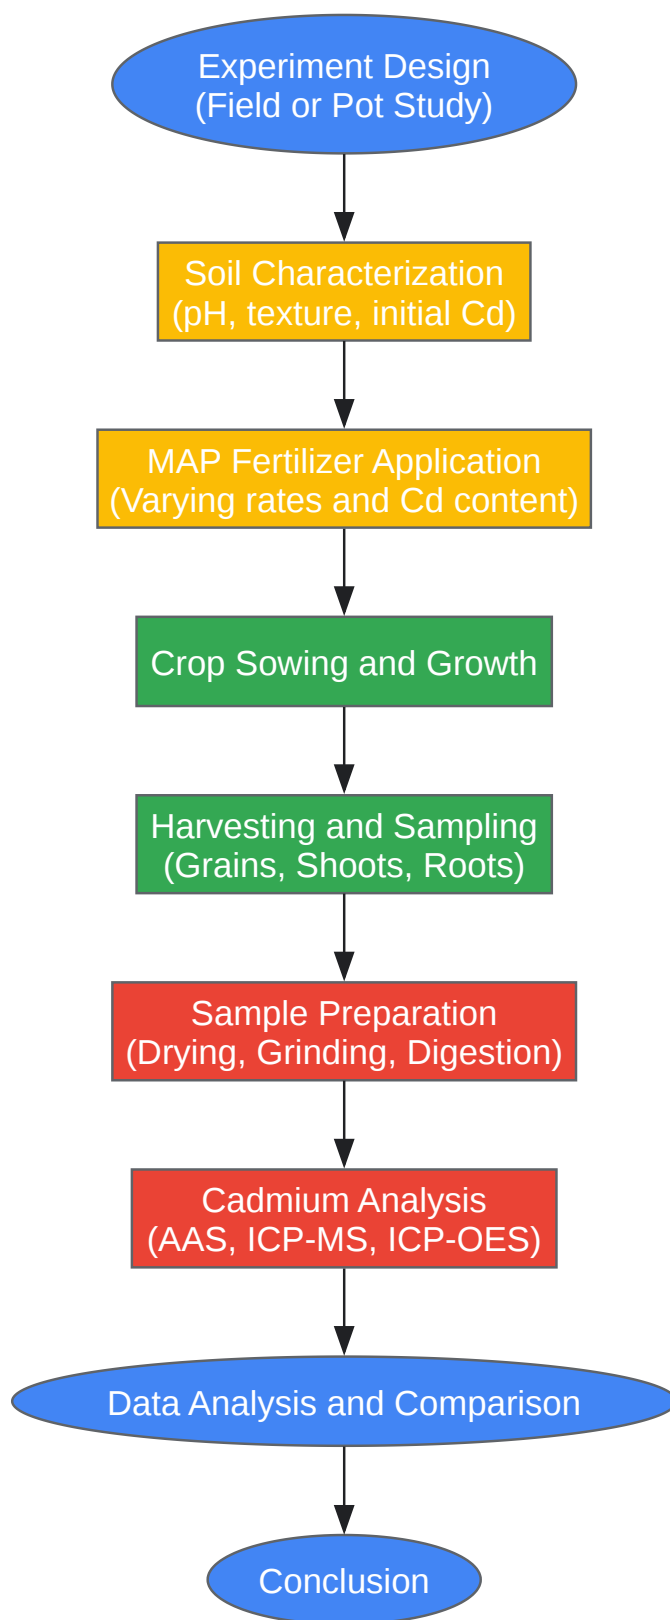 Experiment Design
(Field or Pot Study)
Soil Characterization
(pH, texture, initial Cd)
MAP Fertilizer Application
(Varying rates and Cd content)
Crop Sowing and Growth
Harvesting and Sampling
(Grains, Shoots, Roots)
Sample Preparation
(Drying, Grinding, Digestion)
Cadmium Analysis
(AAS, ICP-MS, ICP-OES)
Data Analysis and Comparison
Conclusion